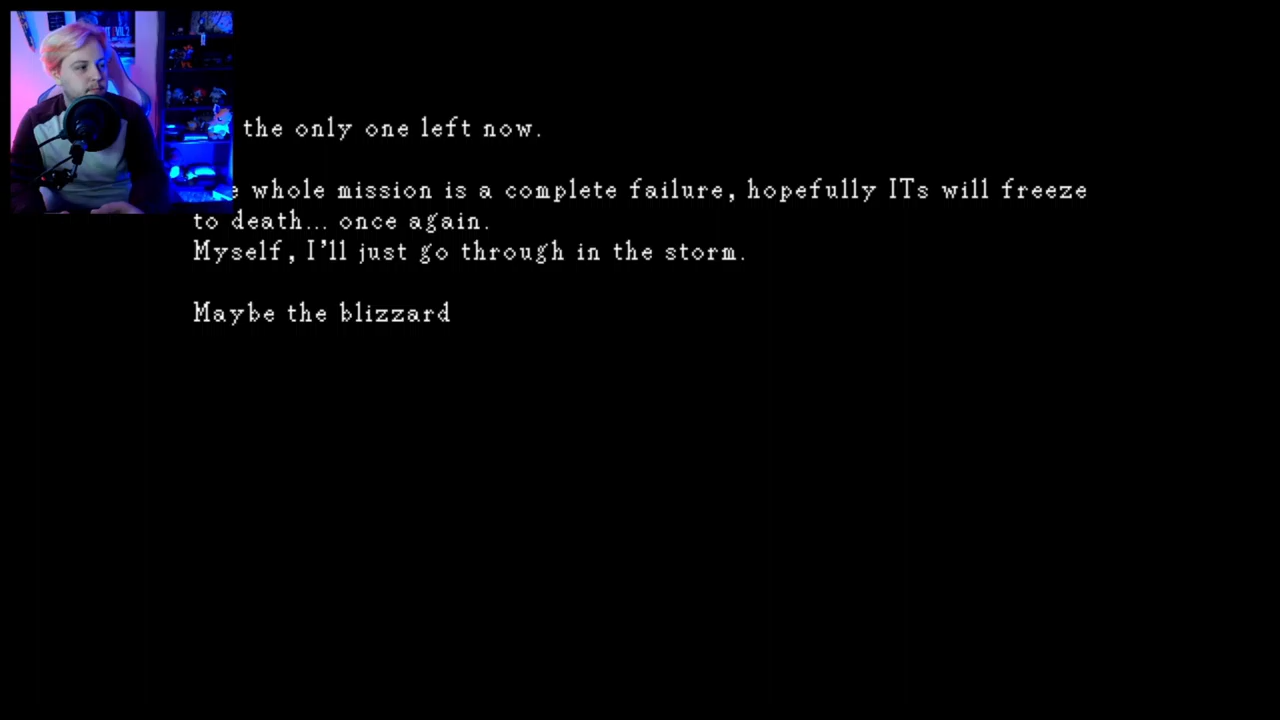 the only one left now.
whole mission is a complete failure, hopefully ITs will freeze
to death... once again.
Myself, I'll just go through in the storm.
Maybe the blizzard